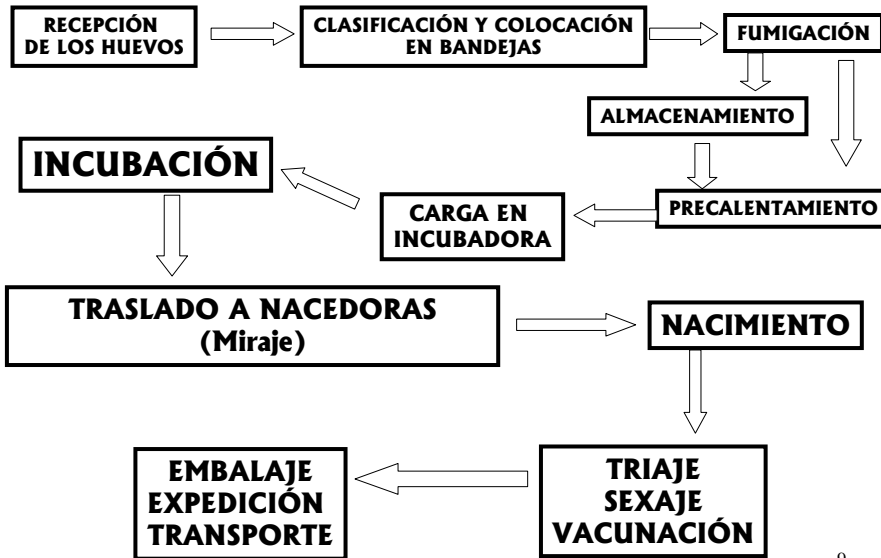 RECEPCIÓN
DE LOS HUEVOS
CLASIFICACIÓN Y COLOCACIÓN
EN BANDEJAS
FUMIGACIÓN
ALMACENAMIENTO
PRECALENTAMIENTO
CARGA EN
INCUBADORA
INCUBACIÓN
TRASLADO A NACEDORAS
(Miraje)
NACIMIENTO
TRIAJE
SEXAJE
VACUNACIÓN
EMBALAJE
EXPEDICIÓN
TRANSPORTE